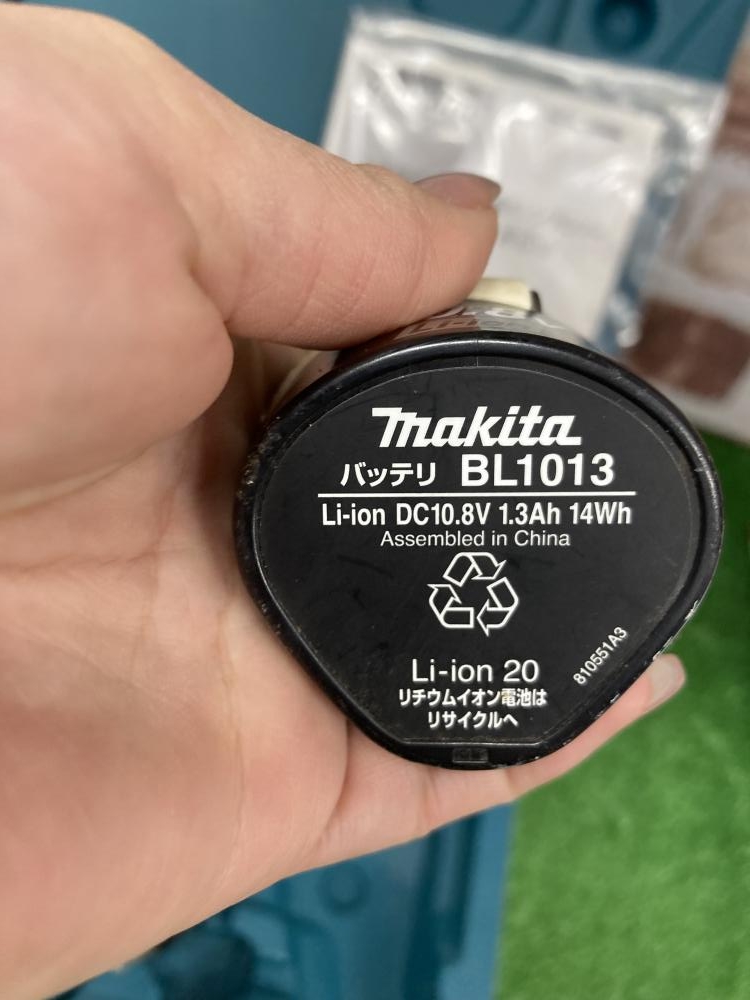 makita
バッテリ BL1013
Li-ion DC10.8V 1.3Ah 14Wh
Assembled in China
810551A3
Li-ion 20
リチウムイオン電池は
リサイクルへ